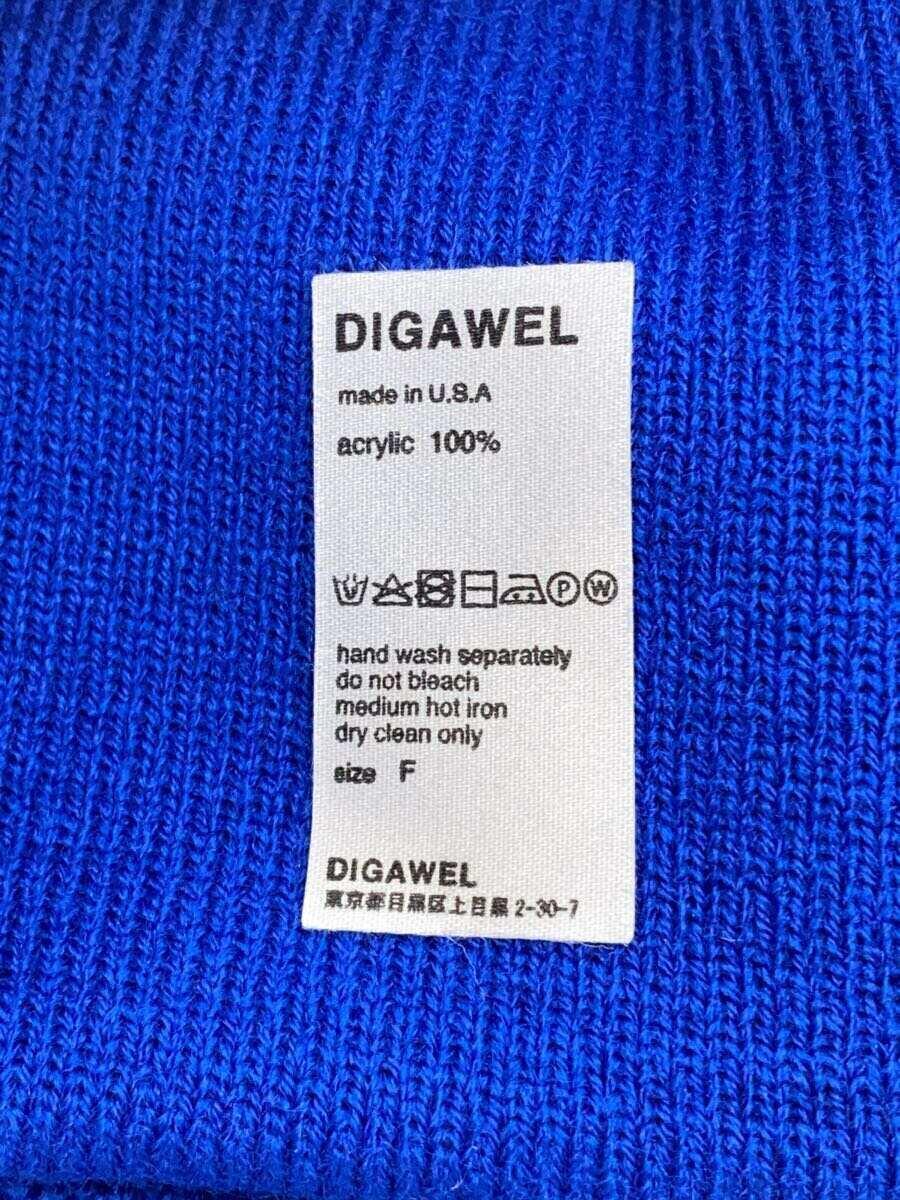 DIGAWEL
made in U.S.A
acrylic 100%
P W
hand wash separately
do not bleach
medium hot iron
dry clean only
size F
DIGAWEL
東京都目黒区上目黒 2-30-7